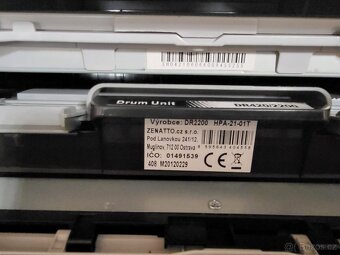 Drum Unit
DR420/2200
Výrobce: DR2200 HPA-21-01T
ZENATTO.cz s.r.o.
Pod Lanovkou 241/12,
Muglinov, 712 00 Ostrava
IČO: 01491539
408 M20120229
CE